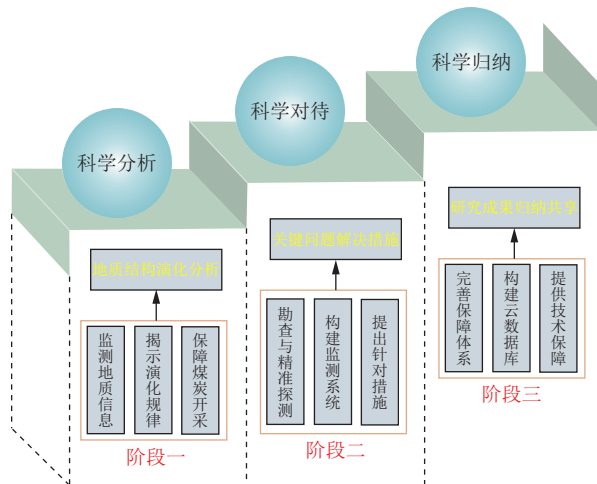 科学分析
科学对待
科学归纳
地质结构演化分析
关键问题解决措施
研究成果归纳共享
监测地质信息
揭示演化规律
保障煤炭开采
勘查与精准探测
构建监测系统
提出针对措施
完善保障体系
构建云数据库
提供技术保障
阶段一
阶段二
阶段三